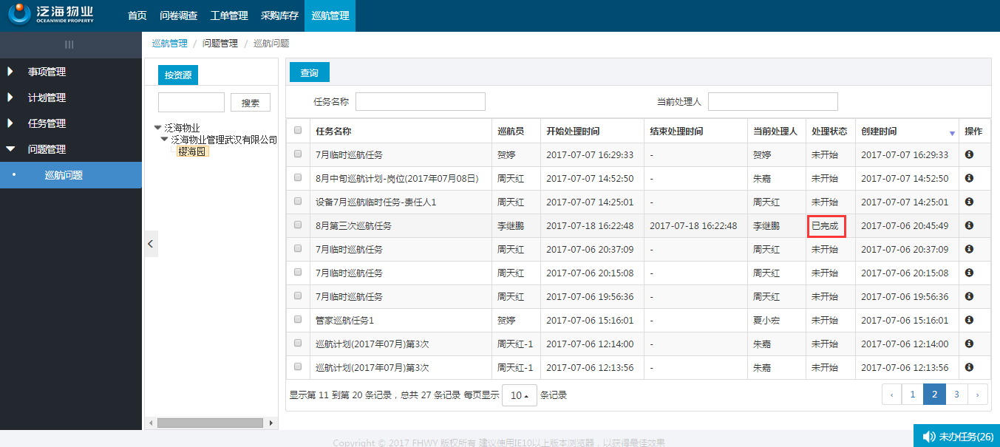 泛海物业 OCEANWIDE PROPERTY
首页 问卷调查 工单管理 采购库存 巡航管理
事项管理
计划管理
任务管理
问题管理
巡航问题
巡航管理 / 问题管理 / 巡航问题
按资源
搜索
泛海物业
泛海物业管理武汉有限公司
樱海园
查询
任务名称 当前处理人
任务名称 巡航员 开始处理时间 结束处理时间 当前处理人 处理状态 创建时间 操作
7月临时巡航任务 贺婷 2017-07-07 16:29:33 - 贺婷 未开始 2017-07-07 16:29:33
8月中旬巡航计划-岗位(2017年07月08日) 周天红 2017-07-07 14:52:50 - 朱嘉 未开始 2017-07-07 14:52:50
设备7月巡航临时任务-责任人1 周天红 2017-07-07 14:25:01 - 周天红 未开始 2017-07-07 14:25:01
8月第三次巡航任务 李继鹏 2017-07-18 16:22:48 2017-07-18 16:22:48 李继鹏 已完成 2017-07-06 20:45:49
7月临时巡航任务 周天红 2017-07-06 20:37:09 - 周天红 未开始 2017-07-06 20:37:09
7月临时巡航任务 周天红 2017-07-06 20:15:08 - 周天红 未开始 2017-07-06 20:15:08
7月临时巡航任务 周天红 2017-07-06 19:56:36 - 周天红 未开始 2017-07-06 19:56:36
管家巡航任务1 贺婷 2017-07-06 15:16:01 - 夏小宏 未开始 2017-07-06 15:16:01
巡航计划(2017年07月)第3次 周天红-1 2017-07-06 12:14:00 - 朱嘉 未开始 2017-07-06 12:14:00
巡航计划(2017年07月)第3次 周天红-1 2017-07-06 12:13:56 - 朱嘉 未开始 2017-07-06 12:13:56
显示第 11 到第 20 条记录，总共 27 条记录 每页显示 10 条记录
‹ 1 2 3 ›
Copyright © 2017 FHWY 版权所有 建议使用IE10以上版本浏览器，以获得最佳效果
未办任务(26)